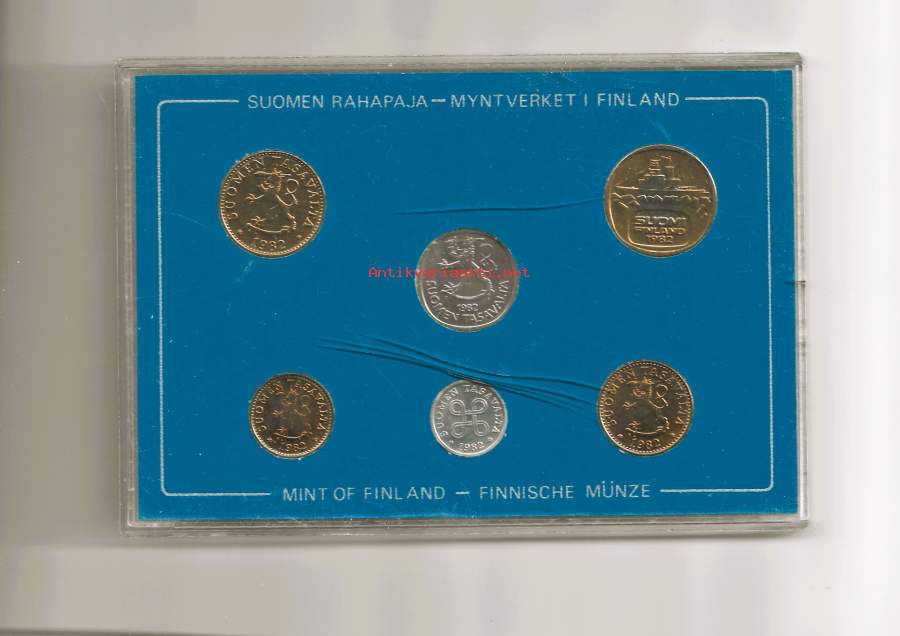 SUOMEN RAHAPAJA – MYNTVERKET I FINLAND
SUOMEN TASAVALTA
1982
SUOMI
FINLAND
1982
Antikvariaatti.net
1982
SUOMEN TASAVALTA
SUOMEN TASAVALTA
1982
SUOMEN TASAVALTA
1982
SUOMEN TASAVALTA
1982
MINT OF FINLAND – FINNISCHE MÜNZE